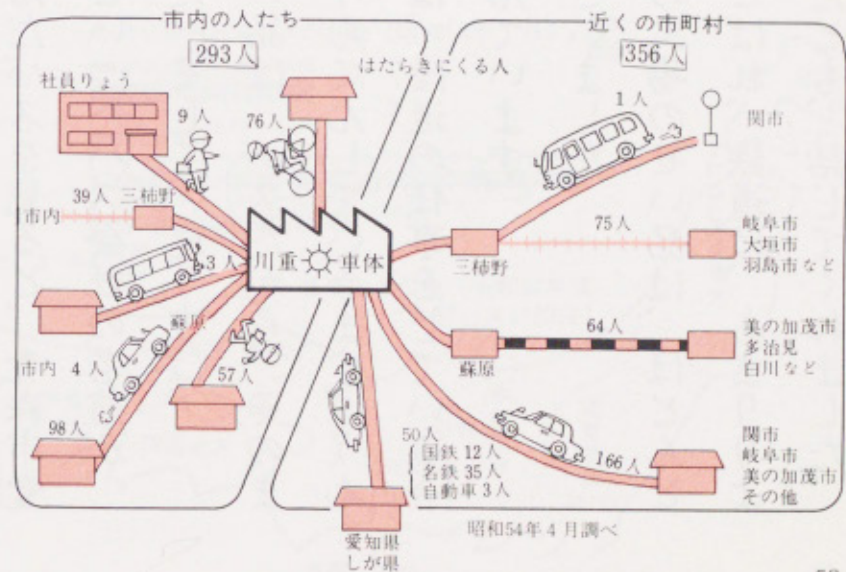 市内の人たち
293人
近くの市町村
356人
はたらきにくる人
社員りょう
9人
76人
39人
三柿野
市内
3人
蘇原
市内 4人
57人
98人
川重
車体
1人
関市
三柿野
75人
岐阜市
大垣市
羽島市など
蘇原
64人
美の加茂市
多治見
白川など
166人
関市
岐阜市
美の加茂市
その他
50人
国鉄 12人
名鉄 35人
自動車 3人
愛知県
しが県
昭和54年4月調べ